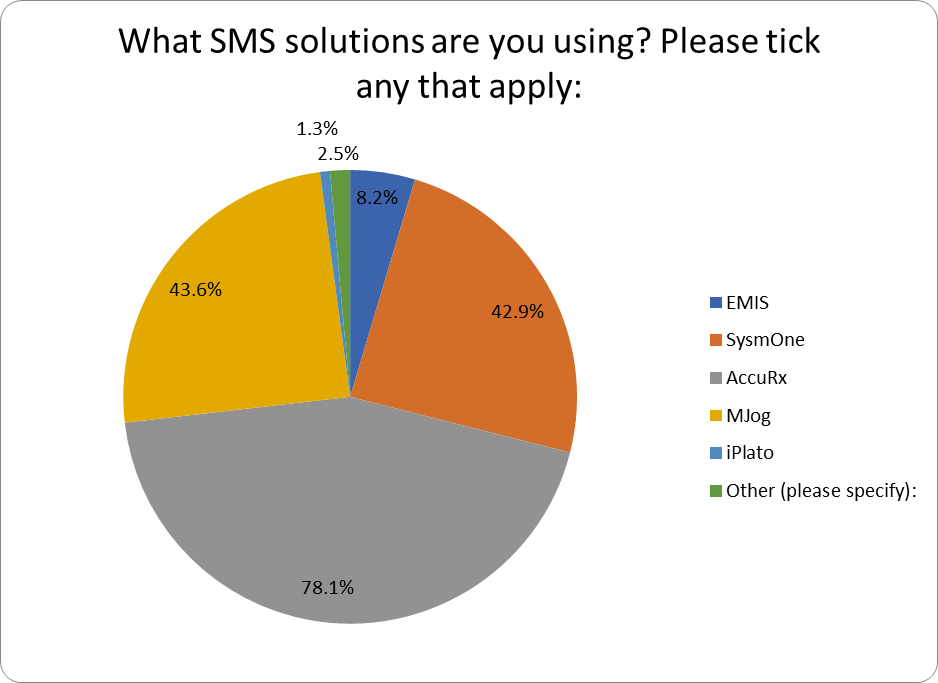 What SMS solutions are you using? Please tick
any that apply:
1.3%
2.5%
8.2%
43.6%
42.9%
78.1%
EMIS
SysmOne
AccuRx
MJog
iPlato
Other (please specify):